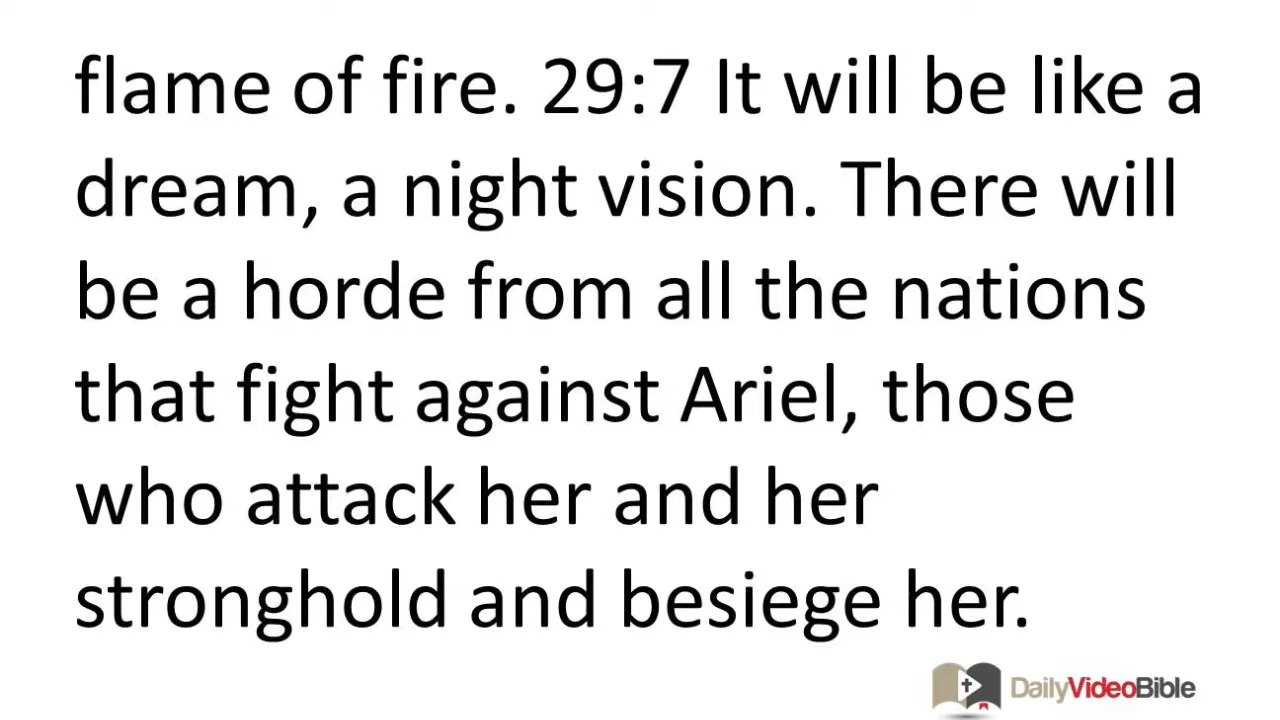 flame of fire. 29:7 It will be like a
dream, a night vision. There will
be a horde from all the nations
that fight against Ariel, those
who attack her and her
stronghold and besiege her.
DailyVideoBible